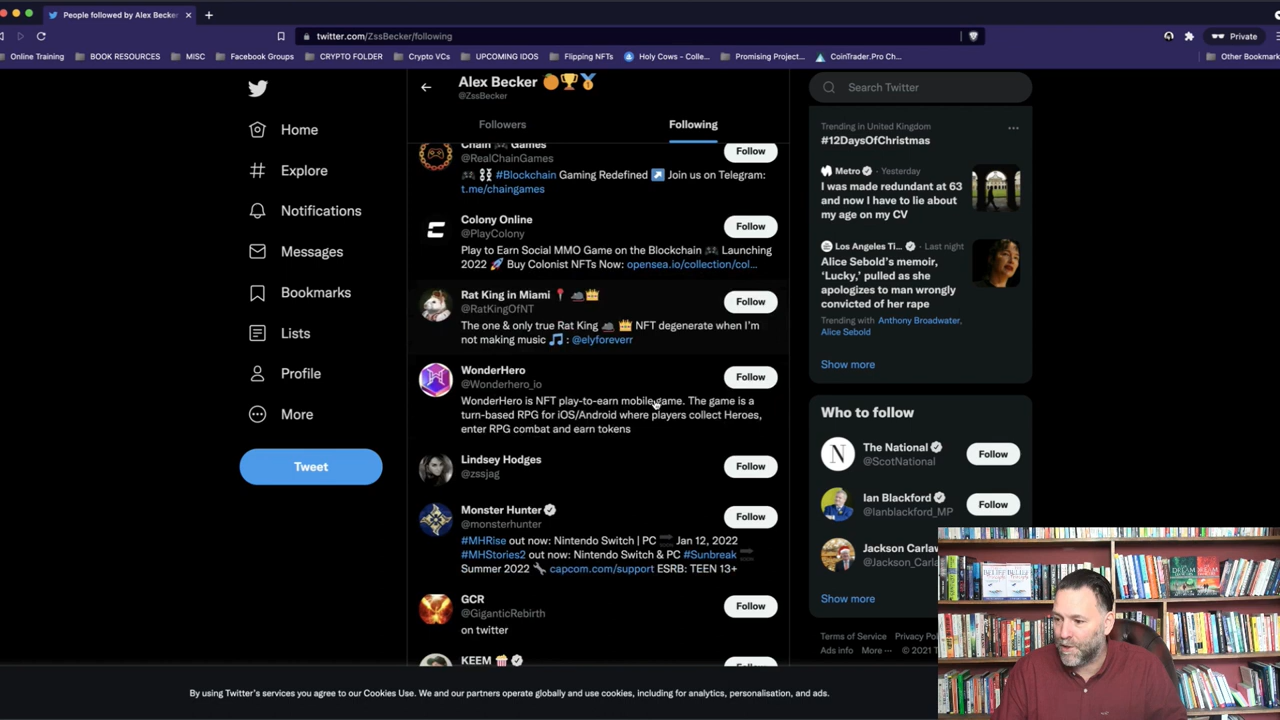 People followed by Alex Becker
twitter.com/ZssBecker/following
Private
Online Training
BOOK RESOURCES
MISC
Facebook Groups
CRYPTO FOLDER
Crypto VCs
UPCOMING IDOS
Flipping NFTs
Holy Cows - Colle...
Promising Project...
CoinTrader.Pro Ch...
Other Bookmark
Home
Explore
Notifications
Messages
Bookmarks
Lists
Profile
More
Tweet
Alex Becker 🍊🏆🥇
@ZssBecker
Followers
Following
Chain 🎮 Games
@RealChainGames
Follow
🎮 ⛓ #Blockchain Gaming Redefined ↗️ Join us on Telegram:
t.me/chaingames
Colony Online
@PlayColony
Follow
Play to Earn Social MMO Game on the Blockchain 🎮 Launching
2022 🚀 Buy Colonist NFTs Now: opensea.io/collection/col...
Rat King in Miami 📍 🐀👑
@RatKingOfNT
Follow
The one & only true Rat King 🐀 👑 NFT degenerate when I'm
not making music 🎵 : @elyforeverr
WonderHero
@Wonderhero_io
Follow
WonderHero is NFT play-to-earn mobile game. The game is a
turn-based RPG for iOS/Android where players collect Heroes,
enter RPG combat and earn tokens
Lindsey Hodges
@zssjag
Follow
Monster Hunter
@monsterhunter
Follow
#MHRise out now: Nintendo Switch | PC 🔜 Jan 12, 2022
#MHStories2 out now: Nintendo Switch & PC #Sunbreak 🔜
Summer 2022 🔧 capcom.com/support ESRB: TEEN 13+
GCR
@GiganticRebirth
Follow
on twitter
KEEM 🍿
Search Twitter
Trending in United Kingdom
#12DaysOfChristmas
Metro · Yesterday
I was made redundant at 63
and now I have to lie about
my age on my CV
Los Angeles Ti... · Last night
Alice Sebold's memoir,
'Lucky,' pulled as she
apologizes to man wrongly
convicted of her rape
Trending with Anthony Broadwater,
Alice Sebold
Show more
Who to follow
The National
@ScotNational
Follow
Ian Blackford
@Ianblackford_MP
Follow
Jackson Carlaw
@Jackson_Carla
Show more
Terms of Service Privacy Pol
Ads info More ··· © 2021 T
By using Twitter's services you agree to our Cookies Use. We and our partners operate globally and use cookies, including for analytics, personalisation, and ads.